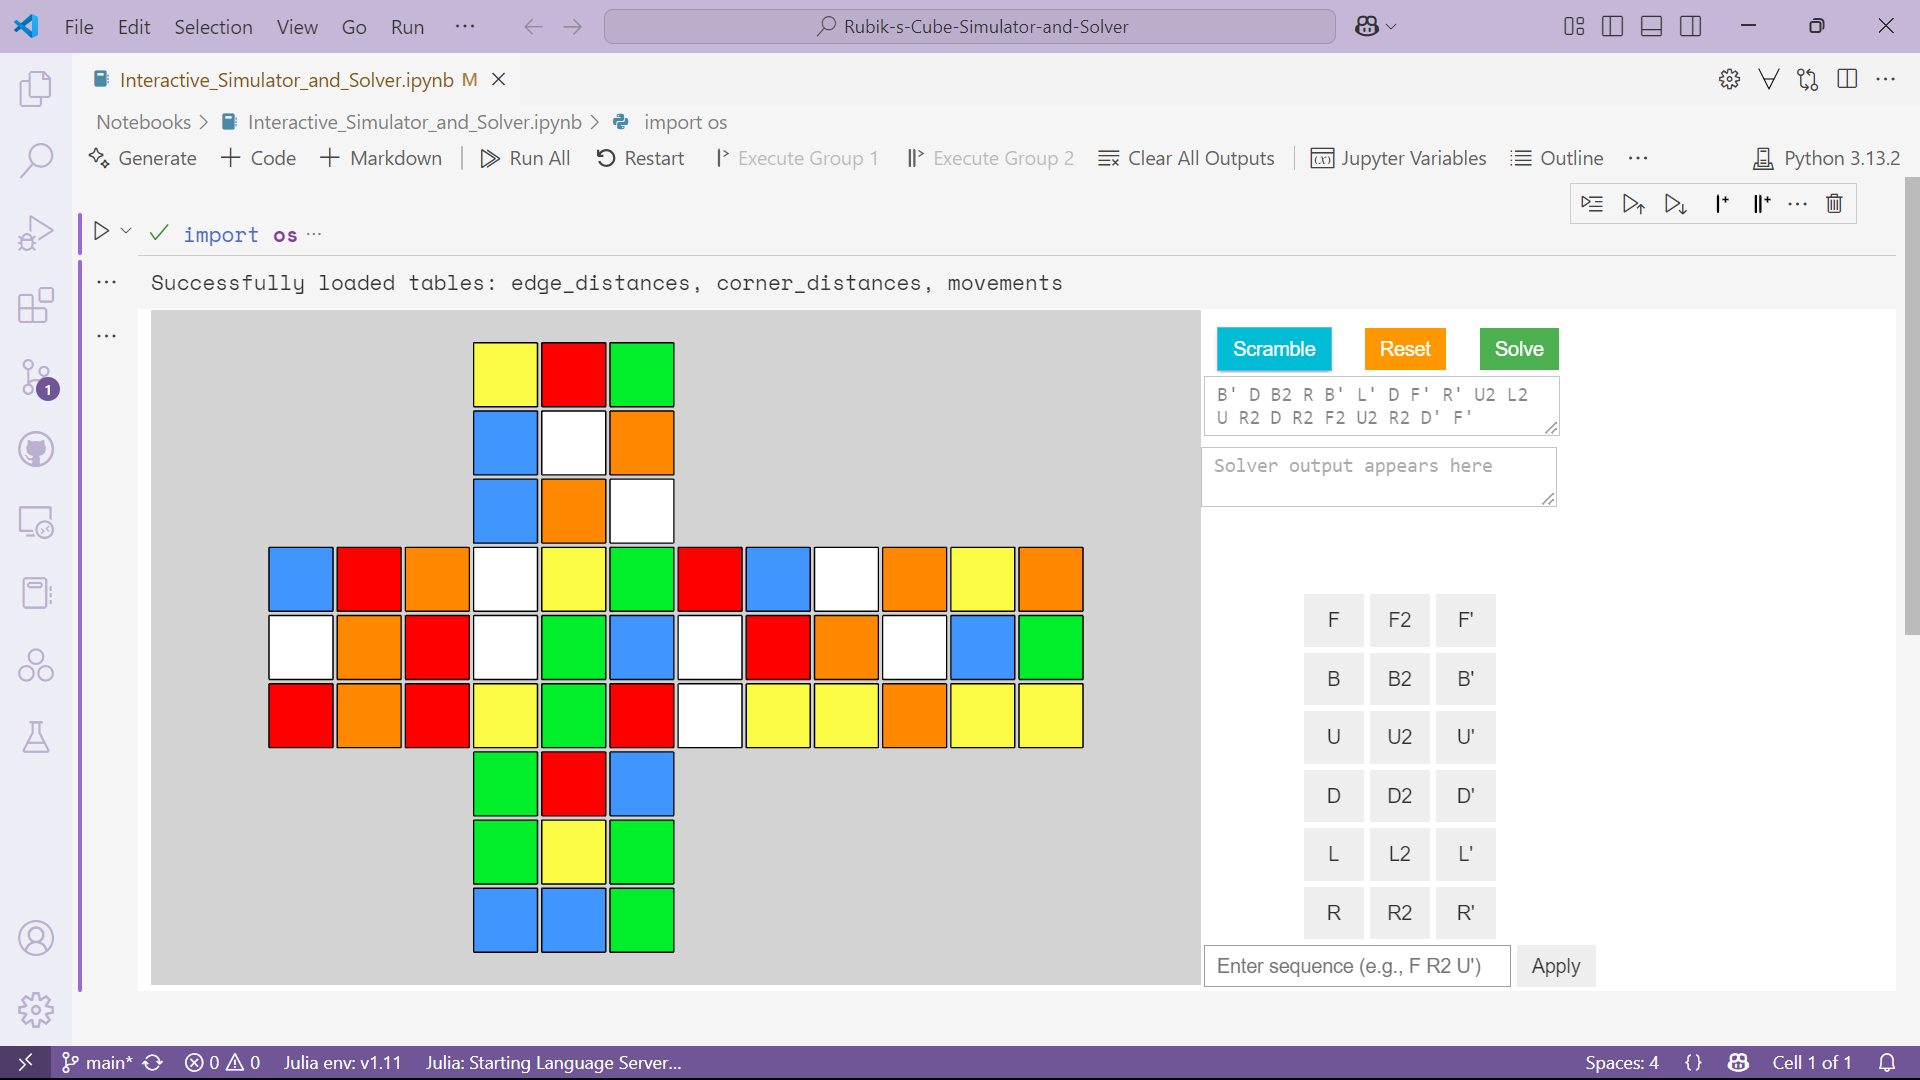 File Edit Selection View Go Run ··· Rubik-s-Cube-Simulator-and-Solver
Interactive_Simulator_and_Solver.ipynb M
Notebooks > Interactive_Simulator_and_Solver.ipynb > import os
Generate + Code + Markdown Run All Restart Execute Group 1 Execute Group 2 Clear All Outputs Jupyter Variables Outline ··· Python 3.13.2
import os ···
Successfully loaded tables: edge_distances, corner_distances, movements
Scramble Reset Solve
B' D B2 R B' L' D F' R' U2 L2
U R2 D R2 F2 U2 R2 D' F'
Solver output appears here
1
F F2 F'
B B2 B'
U U2 U'
D D2 D'
L L2 L'
R R2 R'
Enter sequence (e.g., F R2 U') Apply
main* 0 0 Julia env: v1.11 Julia: Starting Language Server... Spaces: 4 {} Cell 1 of 1